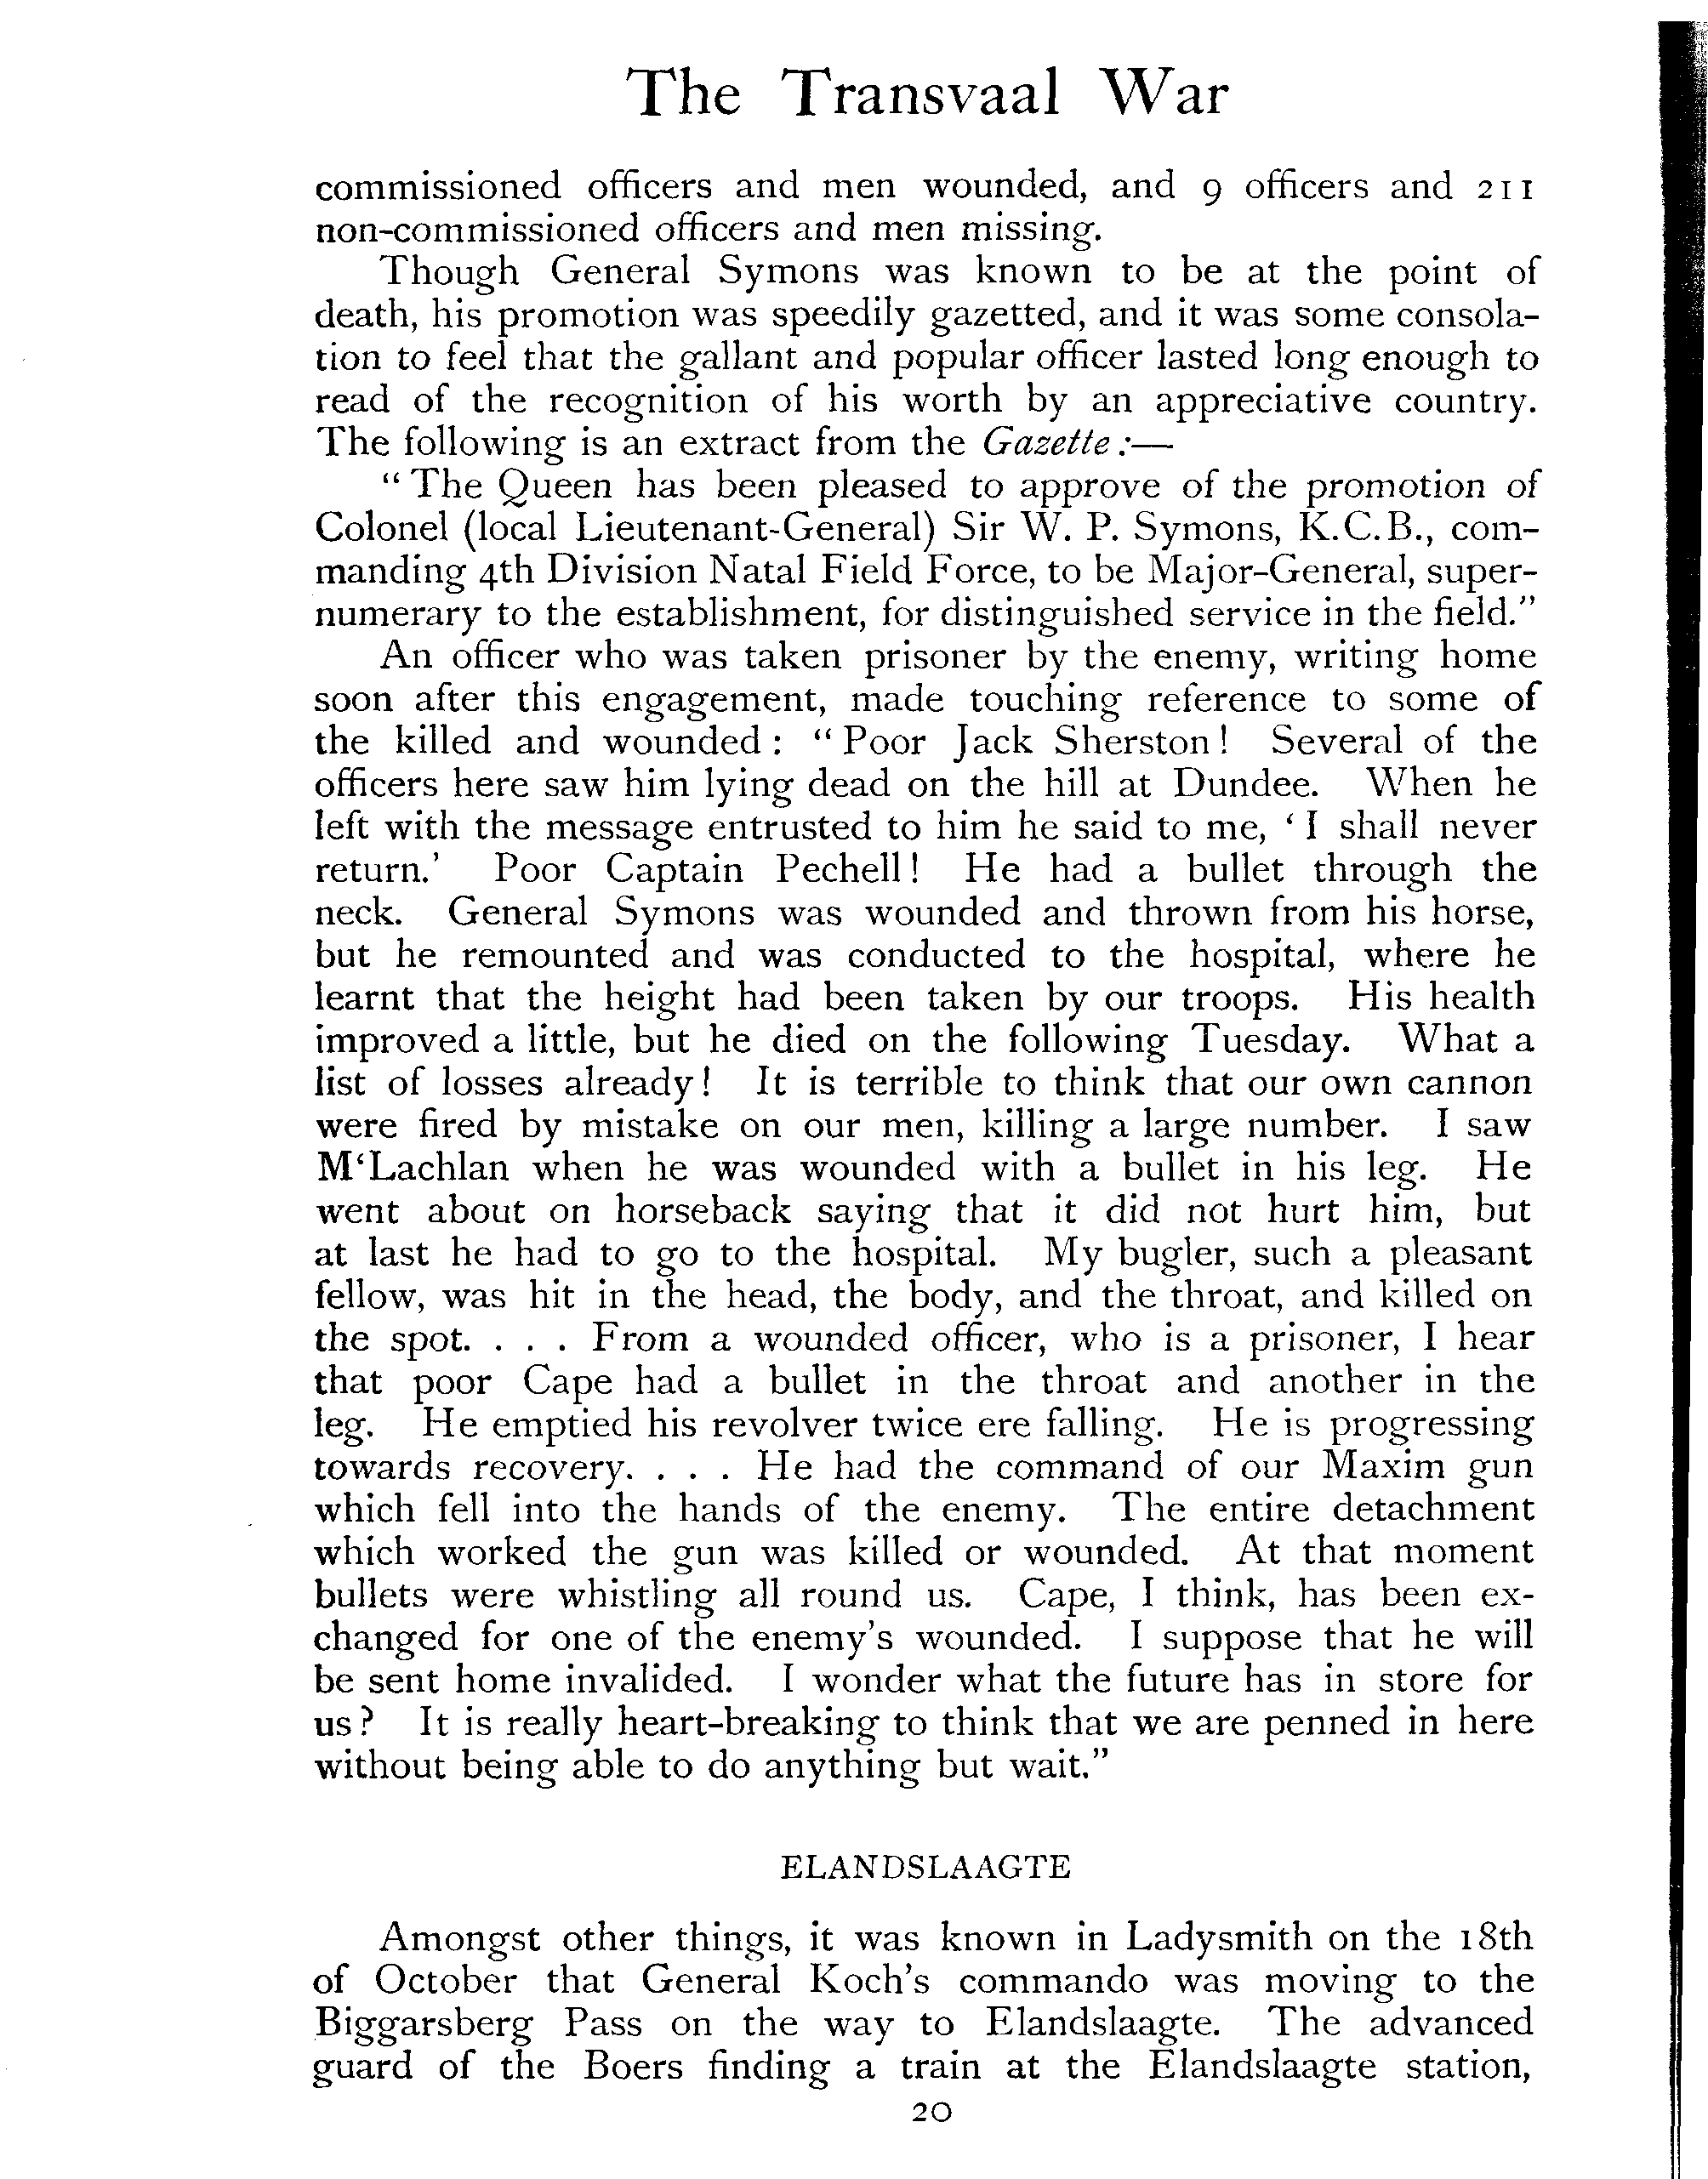 The Transvaal War
commissioned officers and men wounded, and 9 officers and 211
non-commissioned officers and men missing.
Though General Symons was known to be at the point of
death, his promotion was speedily gazetted, and it was some consola-
tion to feel that the gallant and popular officer lasted long enough to
read of the recognition of his worth by an appreciative country.
The following is an extract from the Gazette:—
“The Queen has been pleased to approve of the promotion of
Colonel (local Lieutenant-General) Sir W. P. Symons, K.C.B., com-
manding 4th Division Natal Field Force, to be Major-General, super-
numerary to the establishment, for distinguished service in the field.”
An officer who was taken prisoner by the enemy, writing home
soon after this engagement, made touching reference to some of
the killed and wounded: “Poor Jack Sherston! Several of the
officers here saw him lying dead on the hill at Dundee. When he
left with the message entrusted to him he said to me, ‘I shall never
return.’ Poor Captain Pechell! He had a bullet through the
neck. General Symons was wounded and thrown from his horse,
but he remounted and was conducted to the hospital, where he
learnt that the height had been taken by our troops. His health
improved a little, but he died on the following Tuesday. What a
list of losses already! It is terrible to think that our own cannon
were fired by mistake on our men, killing a large number. I saw
M‘Lachlan when he was wounded with a bullet in his leg. He
went about on horseback saying that it did not hurt him, but
at last he had to go to the hospital. My bugler, such a pleasant
fellow, was hit in the head, the body, and the throat, and killed on
the spot. . . . From a wounded officer, who is a prisoner, I hear
that poor Cape had a bullet in the throat and another in the
leg. He emptied his revolver twice ere falling. He is progressing
towards recovery. . . . He had the command of our Maxim gun
which fell into the hands of the enemy. The entire detachment
which worked the gun was killed or wounded. At that moment
bullets were whistling all round us. Cape, I think, has been ex-
changed for one of the enemy's wounded. I suppose that he will
be sent home invalided. I wonder what the future has in store for
us? It is really heart-breaking to think that we are penned in here
without being able to do anything but wait.”
ELANDSLAAGTE
Amongst other things, it was known in Ladysmith on the 18th
of October that General Koch's commando was moving to the
Biggarsberg Pass on the way to Elandslaagte. The advanced
guard of the Boers finding a train at the Elandslaagte station,
20